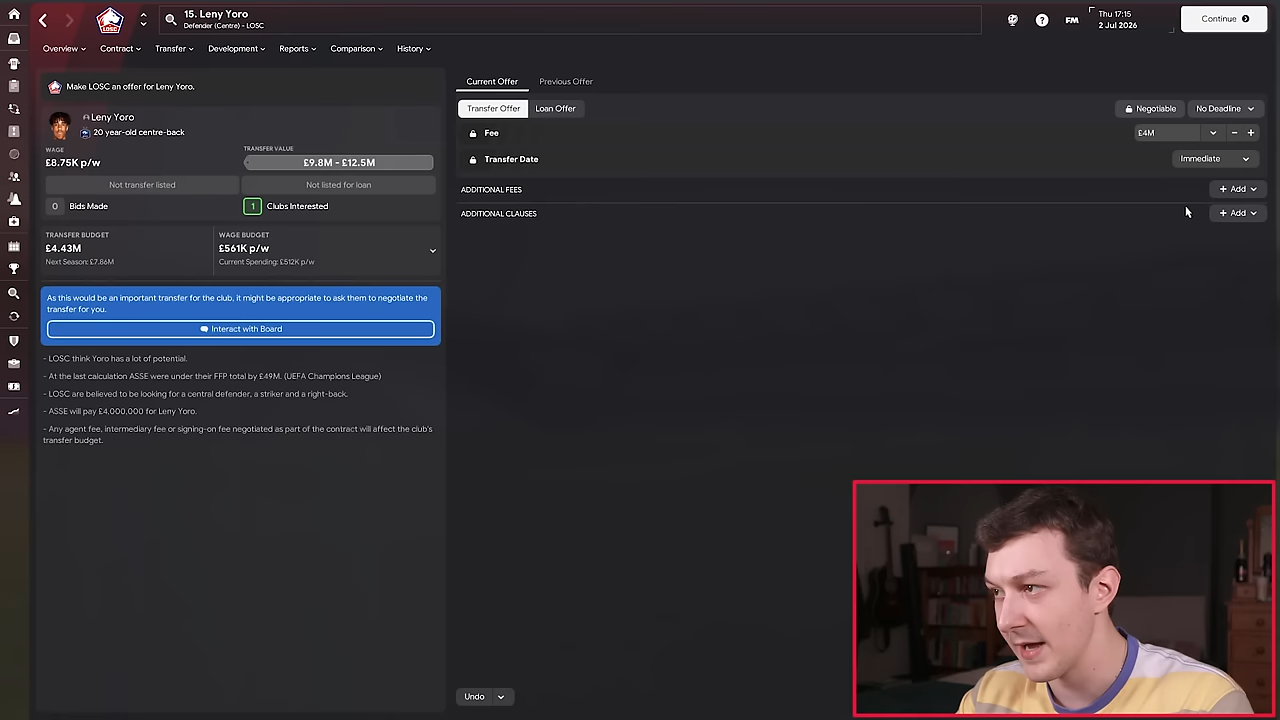 15. Leny Yoro
Defender (Centre) - LOSC
LOSC
FM
Thu 17:15
2 Jul 2026
Continue
Overview
Contract
Transfer
Development
Reports
Comparison
History
Make LOSC an offer for Leny Yoro.
Leny Yoro
20 year-old centre-back
WAGE
TRANSFER VALUE
£8.75K p/w
£9.8M - £12.5M
Not transfer listed
Not listed for loan
0 Bids Made
1 Clubs Interested
TRANSFER BUDGET
WAGE BUDGET
£4.43M
£561K p/w
Next Season: £7.86M
Current Spending: £512K p/w
As this would be an important transfer for the club, it might be appropriate to ask them to negotiate the
transfer for you.
Interact with Board
- LOSC think Yoro has a lot of potential.
- At the last calculation ASSE were under their FFP total by £49M. (UEFA Champions League)
- LOSC are believed to be looking for a central defender, a striker and a right-back.
- ASSE will pay £4,000,000 for Leny Yoro.
- Any agent fee, intermediary fee or signing-on fee negotiated as part of the contract will affect the club's
transfer budget.
Current Offer
Previous Offer
Transfer Offer
Loan Offer
Negotiable
No Deadline
Fee
£4M
Transfer Date
Immediate
ADDITIONAL FEES
+ Add
ADDITIONAL CLAUSES
+ Add
Undo